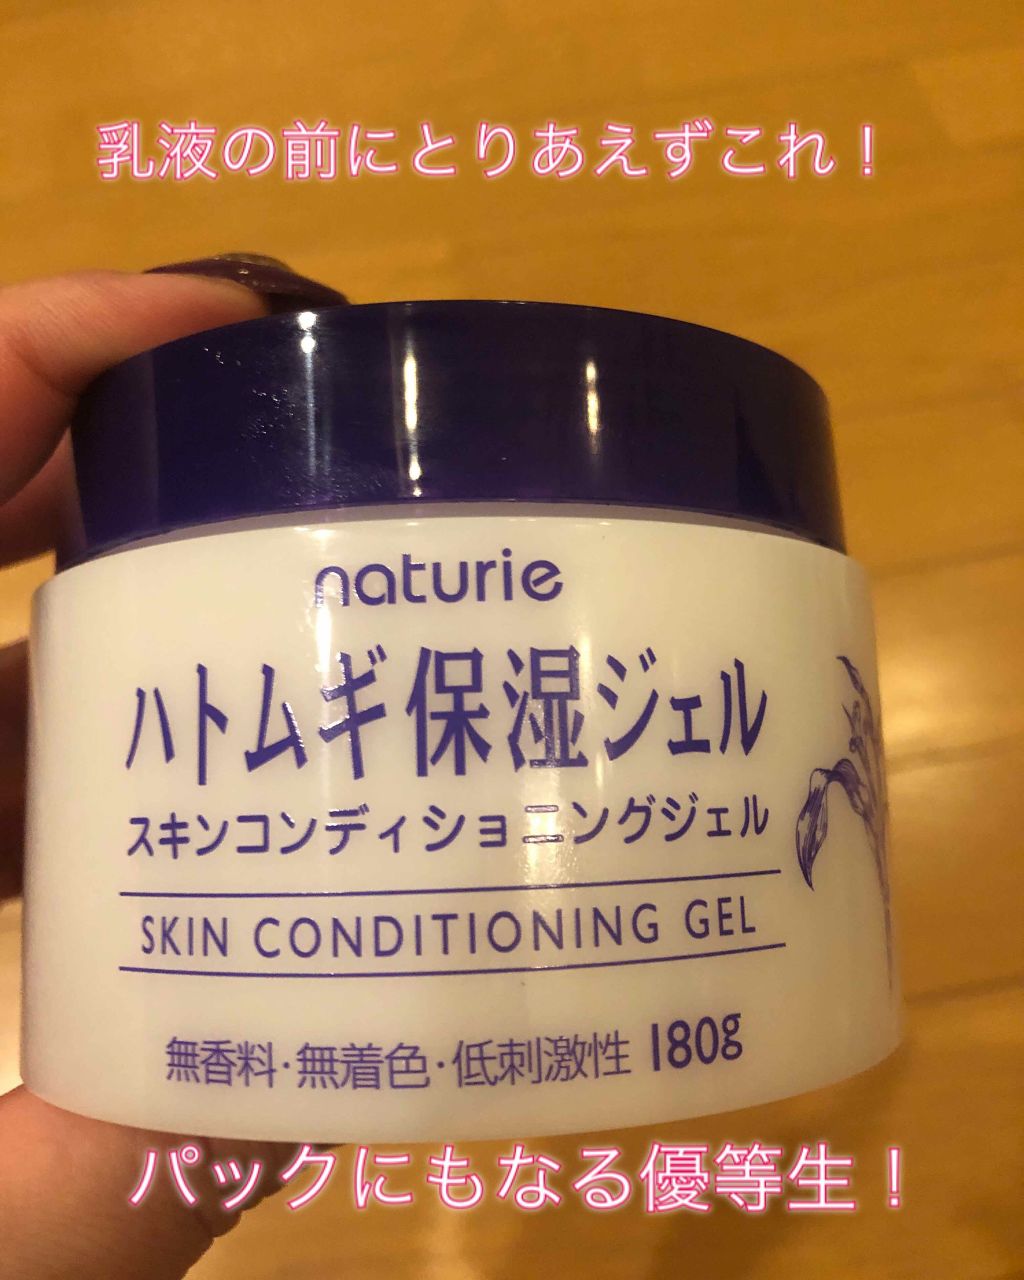 乳液の前にとりあえずこれ！
naturie
ハトムギ保湿ジェル
スキンコンディショニングジェル
SKIN CONDITIONING GEL
無香料・無着色・低刺激性 180g
パックにもなる優等生！